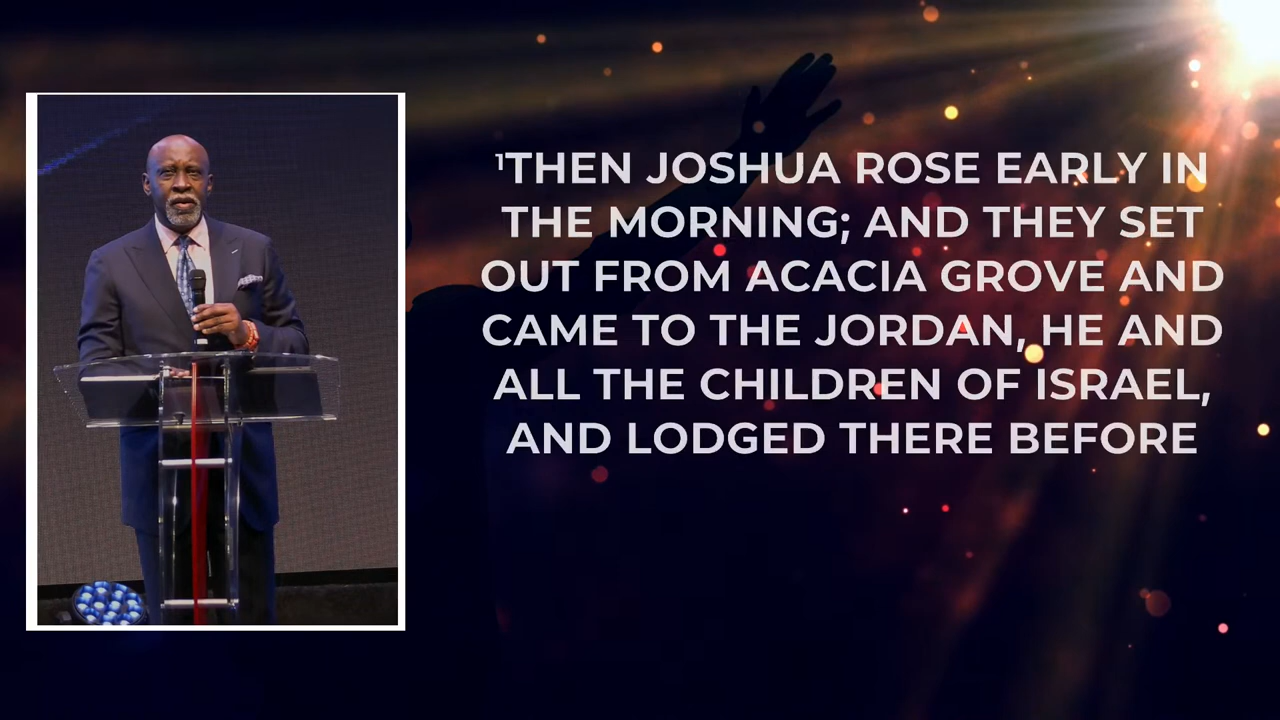 ¹THEN JOSHUA ROSE EARLY IN
THE MORNING; AND THEY SET
OUT FROM ACACIA GROVE AND
CAME TO THE JORDAN, HE AND
ALL THE CHILDREN OF ISRAEL,
AND LODGED THERE BEFORE